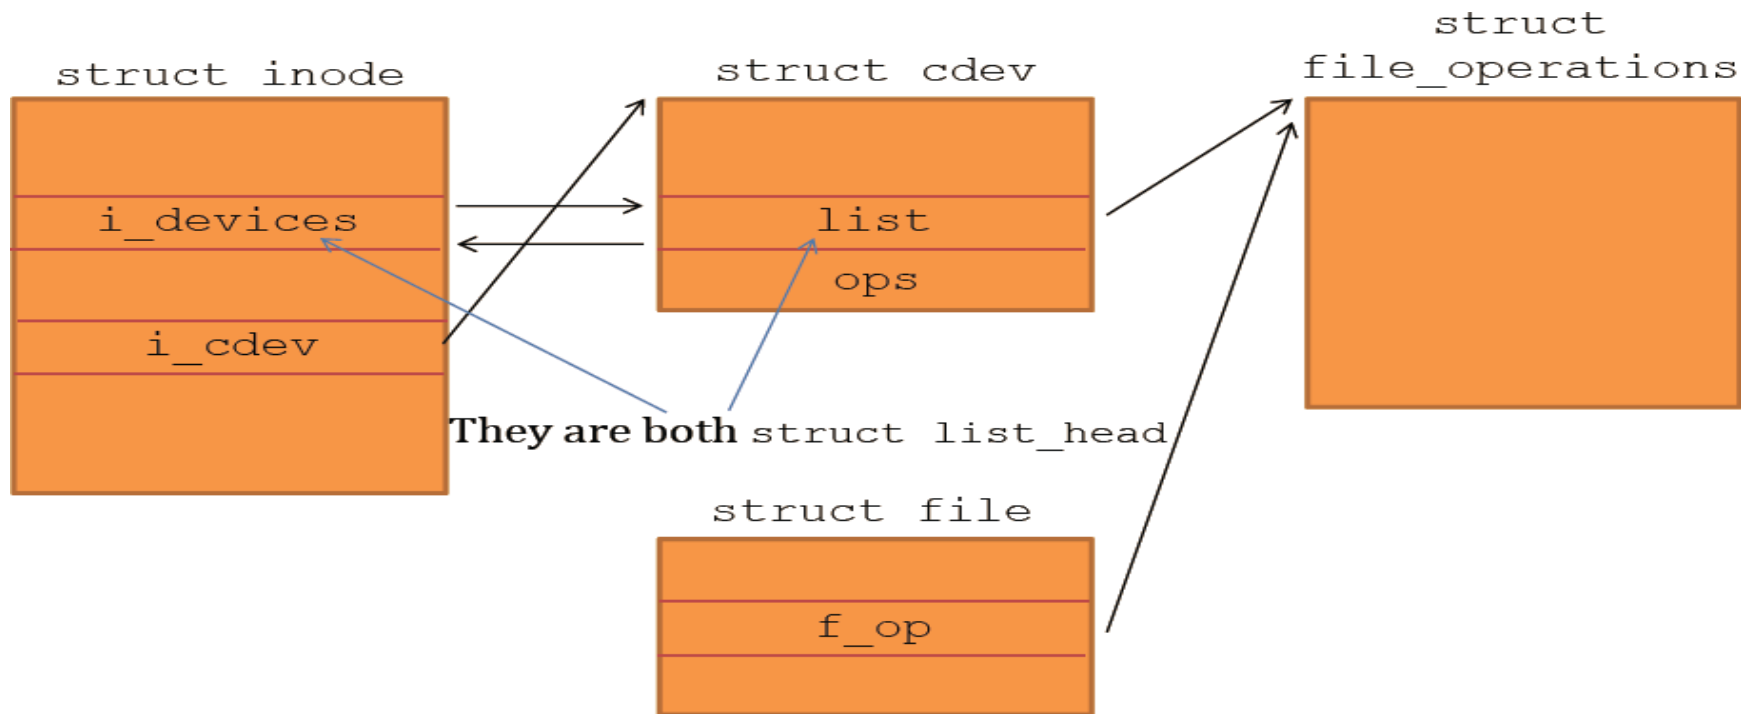 struct inode
i_devices
i_cdev
struct cdev
list
ops
struct
file_operations
They are both struct list_head
struct file
f_op